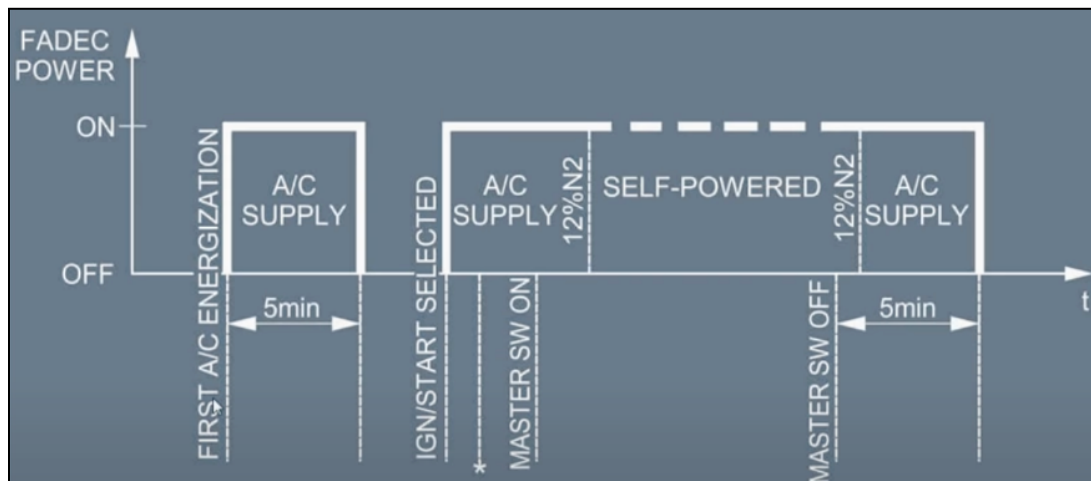 FADEC
POWER
ON
OFF
FIRST A/C ENERGIZATION
A/C
SUPPLY
5min
IGN/START SELECTED
A/C
SUPPLY
*
MASTER SW ON
12%N2
SELF-POWERED
MASTER SW OFF
12%N2
A/C
SUPPLY
5min
t